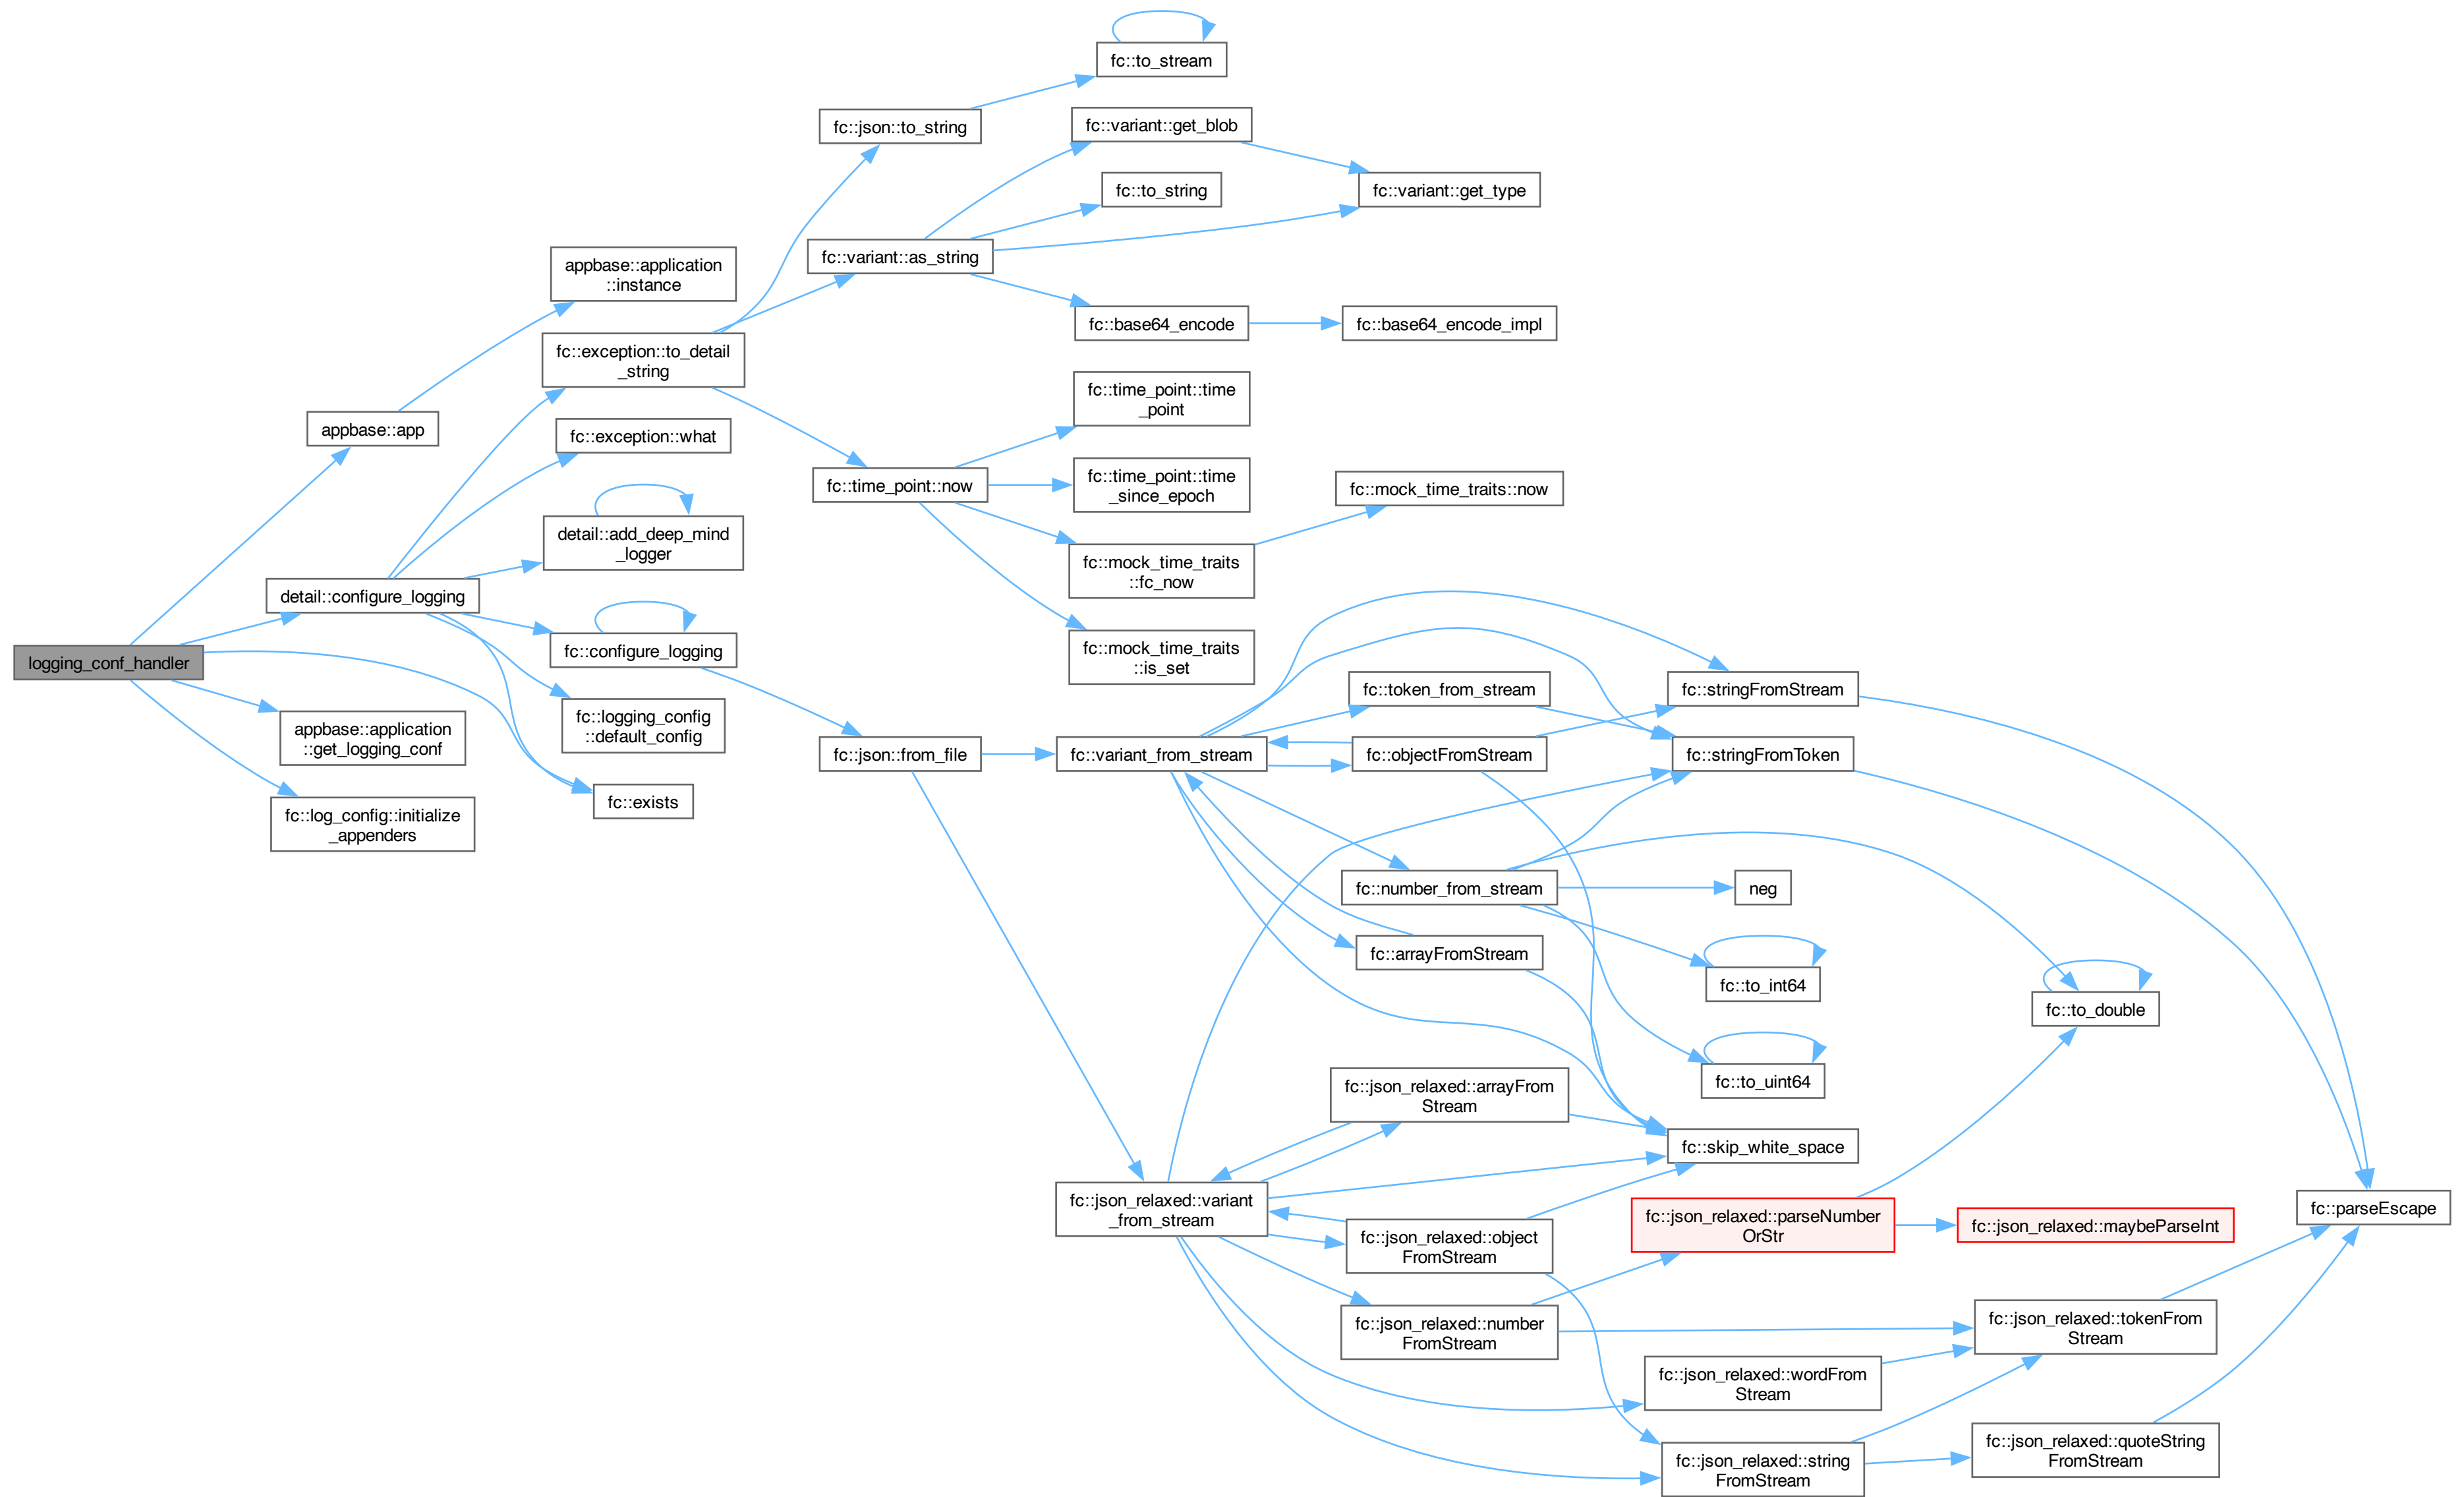 logging_conf_handler
appbase::app
detail::configure_logging
appbase::application
::get_logging_conf
fc::log_config::initialize
_appenders
appbase::application
::instance
fc::exception::to_detail
_string
fc::exception::what
detail::add_deep_mind
_logger
fc::configure_logging
fc::logging_config
::default_config
fc::exists
fc::json::to_string
fc::variant::as_string
fc::time_point::now
fc::json::from_file
fc::to_stream
fc::variant::get_blob
fc::to_string
fc::base64_encode
fc::time_point::time
_point
fc::time_point::time
_since_epoch
fc::mock_time_traits
::fc_now
fc::mock_time_traits
::is_set
fc::variant_from_stream
fc::json_relaxed::variant
_from_stream
fc::variant::get_type
fc::base64_encode_impl
fc::mock_time_traits::now
fc::token_from_stream
fc::objectFromStream
fc::number_from_stream
fc::arrayFromStream
fc::json_relaxed::arrayFrom
Stream
fc::json_relaxed::object
FromStream
fc::json_relaxed::number
FromStream
fc::stringFromStream
fc::stringFromToken
neg
fc::to_int64
fc::to_uint64
fc::skip_white_space
fc::json_relaxed::parseNumber
OrStr
fc::json_relaxed::wordFrom
Stream
fc::json_relaxed::string
FromStream
fc::to_double
fc::json_relaxed::maybeParseInt
fc::json_relaxed::tokenFrom
Stream
fc::json_relaxed::quoteString
FromStream
fc::parseEscape